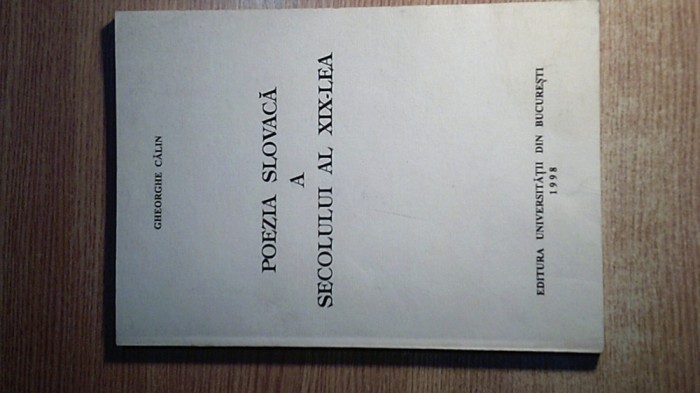 GHEORGHE CĂLIN
POEZIA SLOVACĂ
A
SECOLULUI AL XIX-LEA
EDITURA UNIVERSITĂȚII DIN BUCUREȘTI
1998